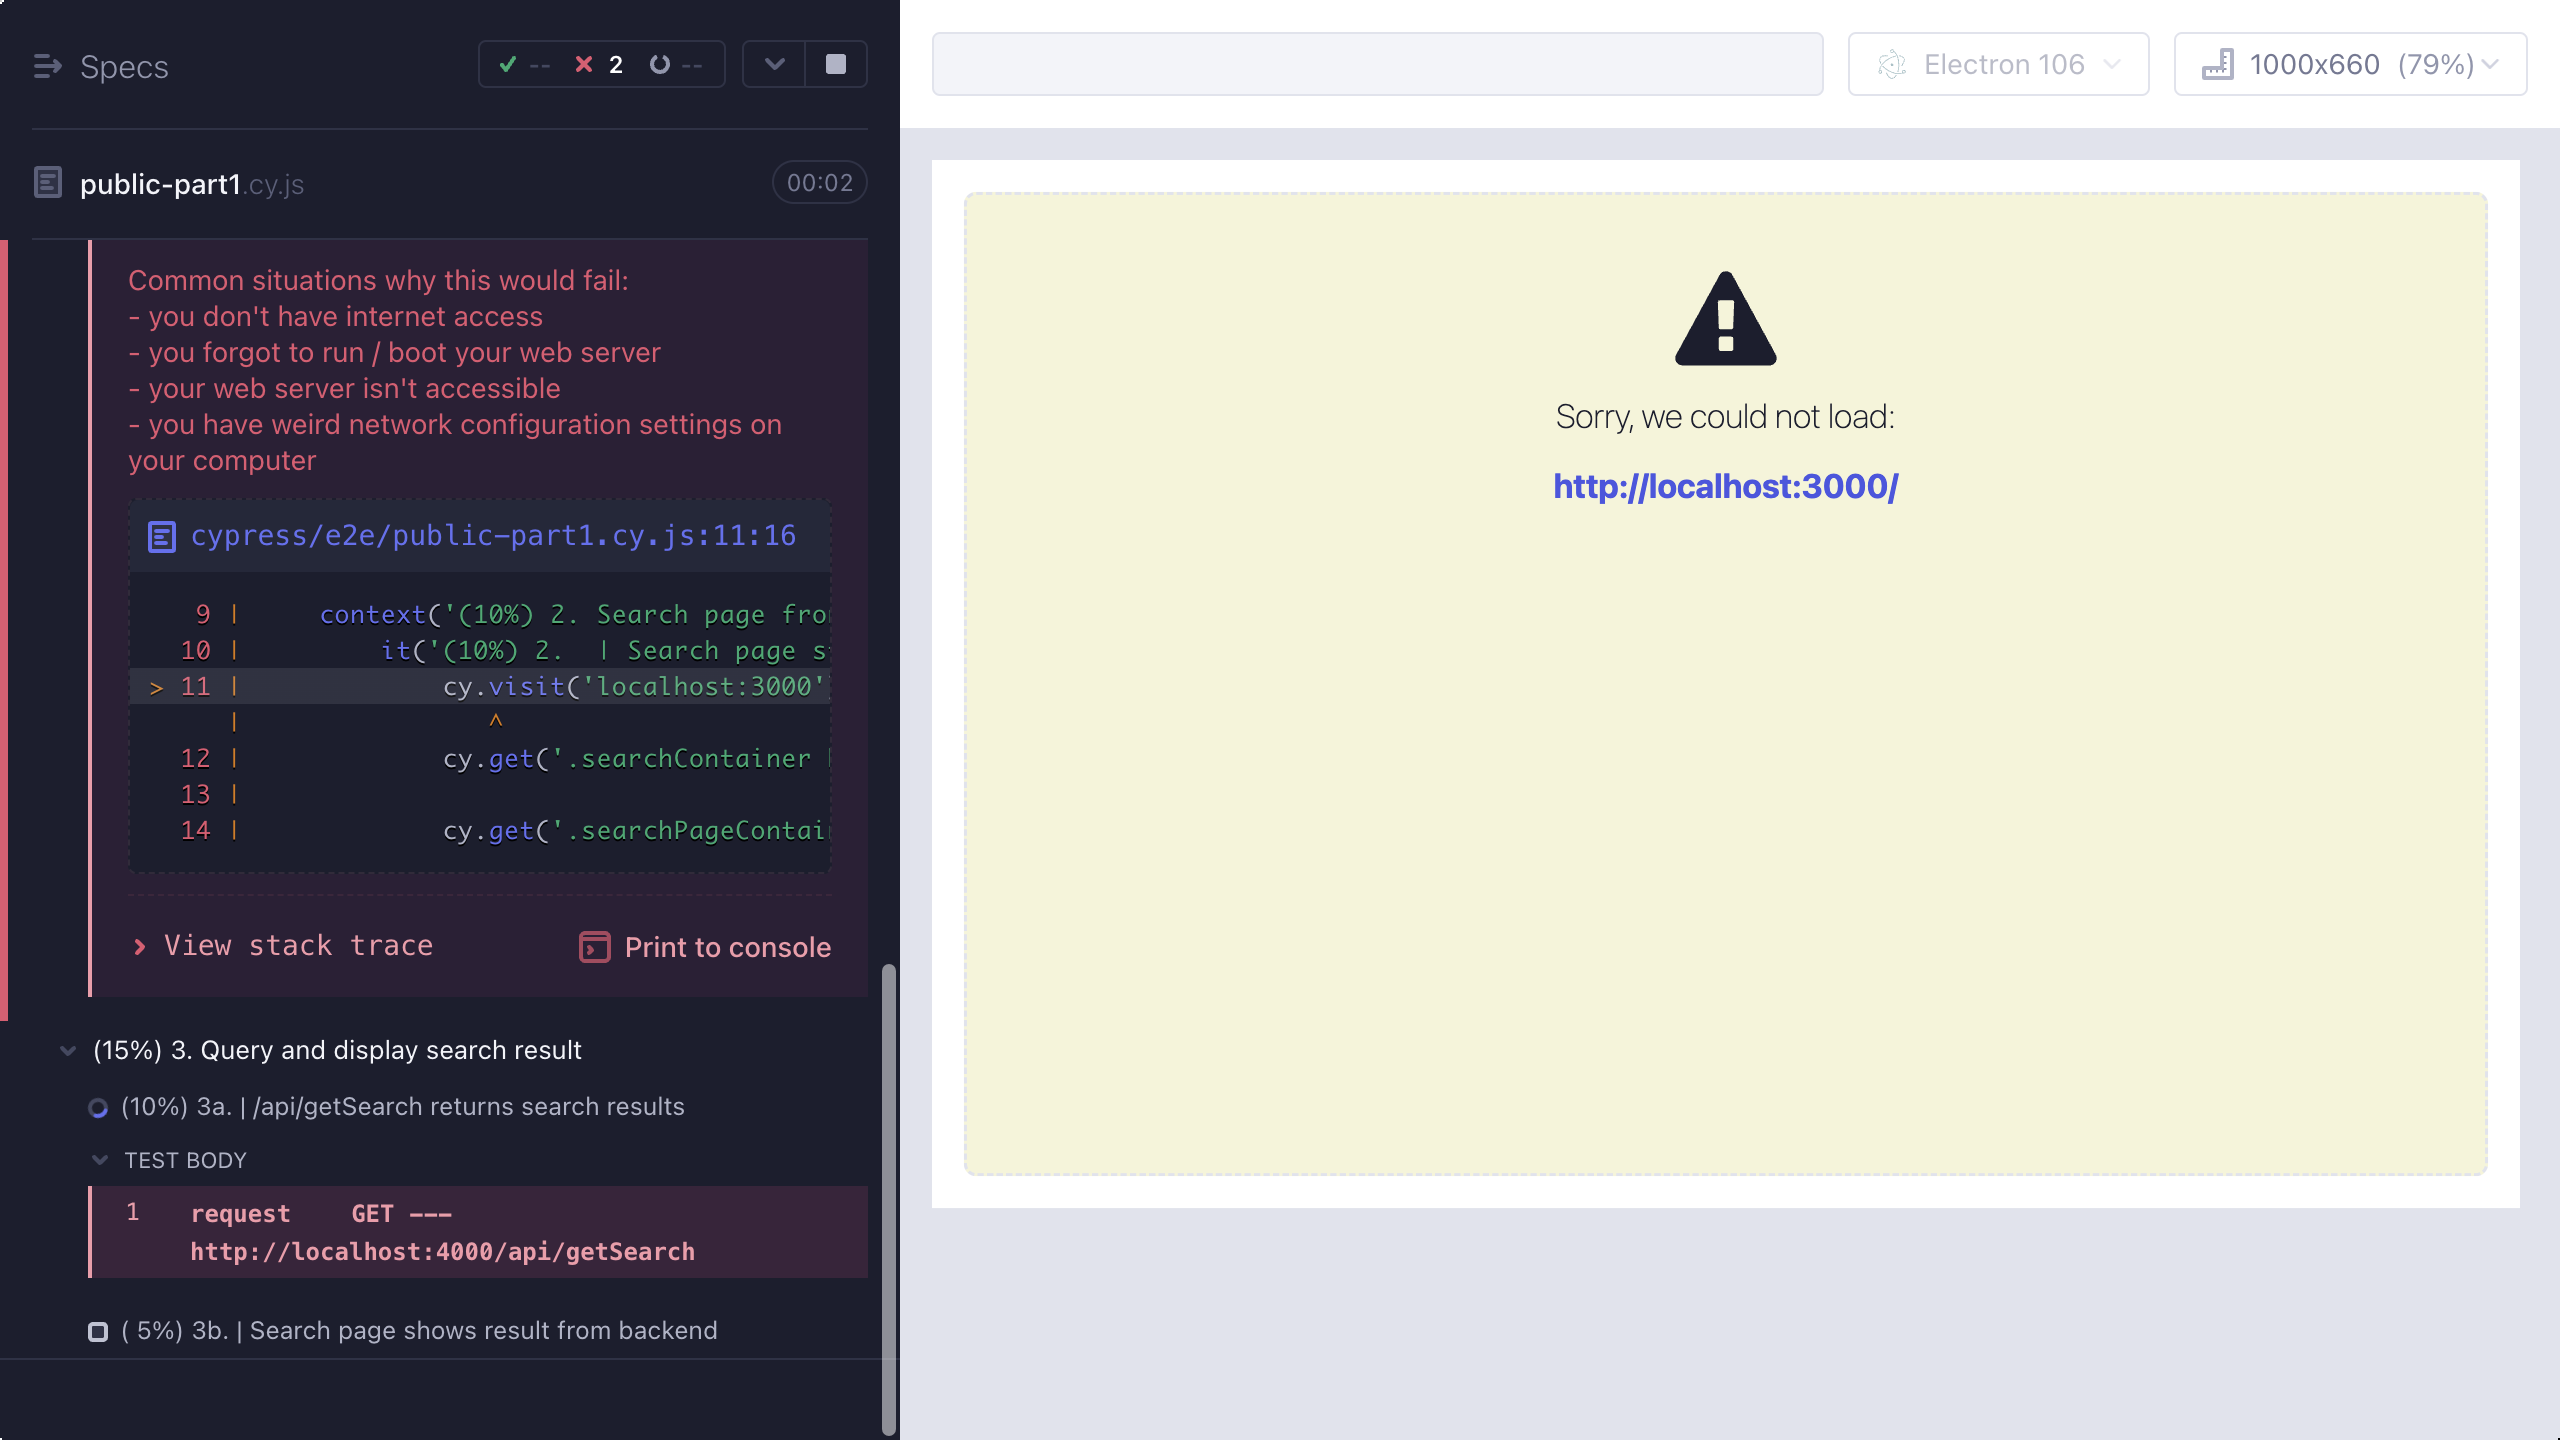 Specs
-- 2 --
public-part1.cy.js
00:02
Common situations why this would fail:
- you don't have internet access
- you forgot to run / boot your web server
- your web server isn't accessible
- you have weird network configuration settings on
your computer
cypress/e2e/public-part1.cy.js:11:16
9 | context('(10%) 2. Search page fro
10 | it('(10%) 2.  | Search page s
> 11 | cy.visit('localhost:3000'
| ^
12 | cy.get('.searchContainer
13 |
14 | cy.get('.searchPageContai
View stack trace
Print to console
(15%) 3. Query and display search result
(10%) 3a. | /api/getSearch returns search results
TEST BODY
1 request GET ---
http://localhost:4000/api/getSearch
( 5%) 3b. | Search page shows result from backend
Electron 106
1000x660 (79%)
Sorry, we could not load:
http://localhost:3000/